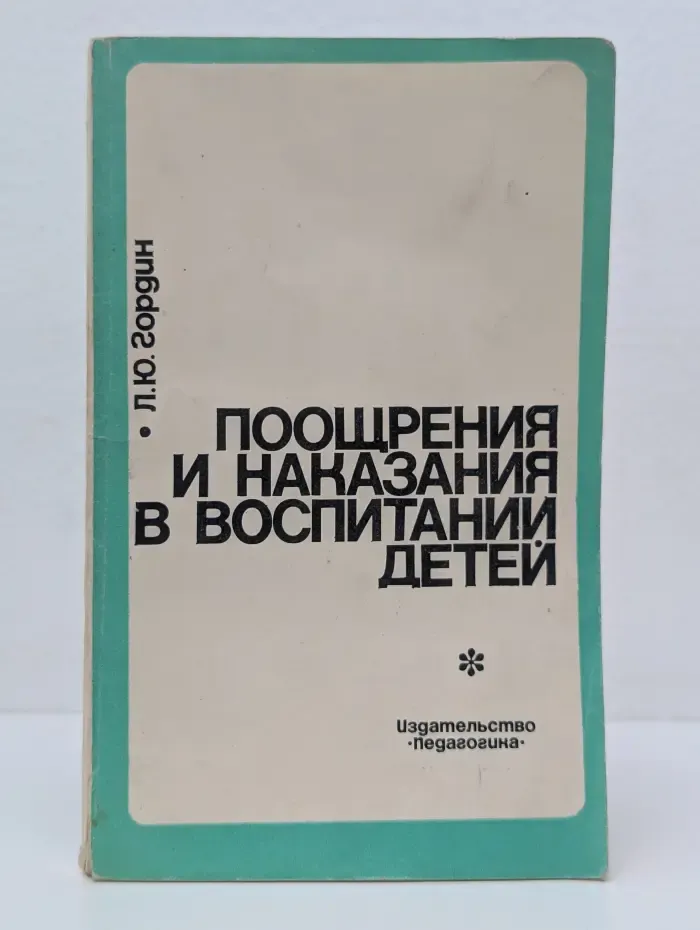 • Л.Ю. Гордин
ПООЩРЕНИЯ
И НАКАЗАНИЯ
В ВОСПИТАНИИ
ДЕТЕЙ
*
Издательство
·Педагогика·